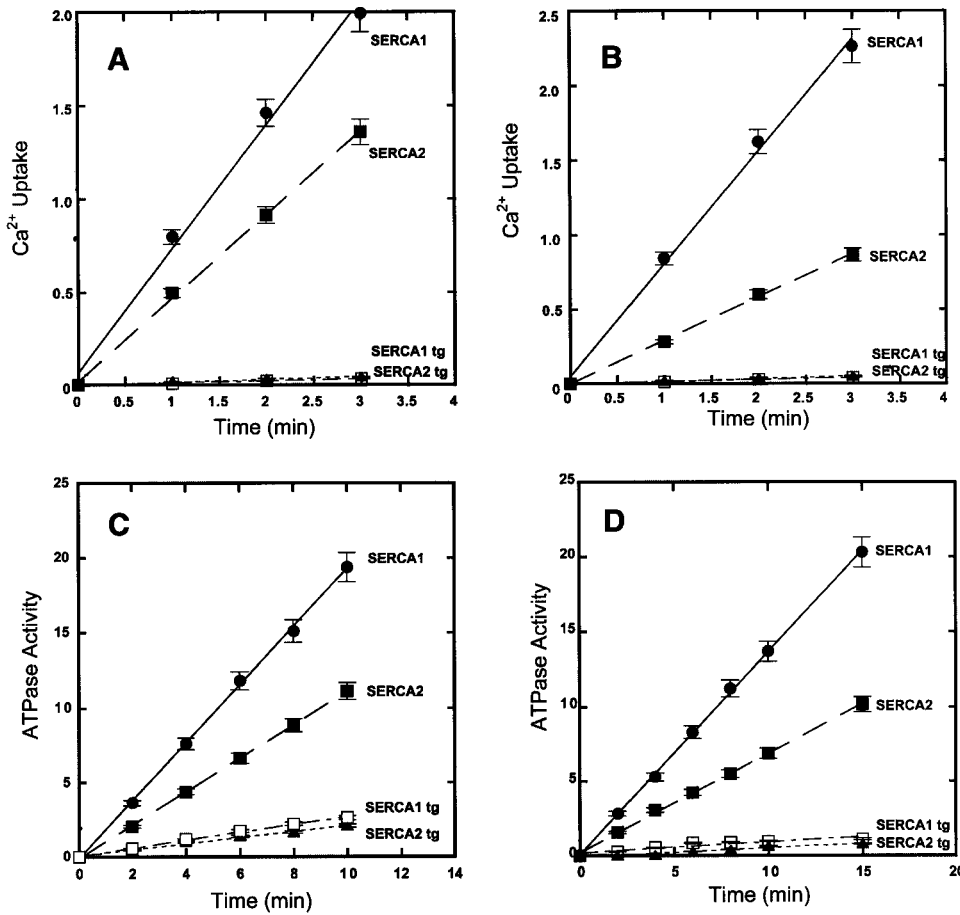 A
2.0
1.5
1.0
0.5
0
Ca2+ Uptake
SERCA1
SERCA2
SERCA1 tg
SERCA2 tg
0 0.5 1 1.5 2 2.5 3 3.5 4
Time (min)
B
2.5
2.0
1.5
1.0
0.5
0
Ca2+ Uptake
SERCA1
SERCA2
SERCA1 tg
SERCA2 tg
0 0.5 1 1.5 2 2.5 3 3.5 4
Time (min)
C
25
20
15
10
5
0
ATPase Activity
SERCA1
SERCA2
SERCA1 tg
SERCA2 tg
0 2 4 6 8 10 12 14
Time (min)
D
25
20
15
10
5
0
ATPase Activity
SERCA1
SERCA2
SERCA1 tg
SERCA2 tg
0 5 10 15 20
Time (min)